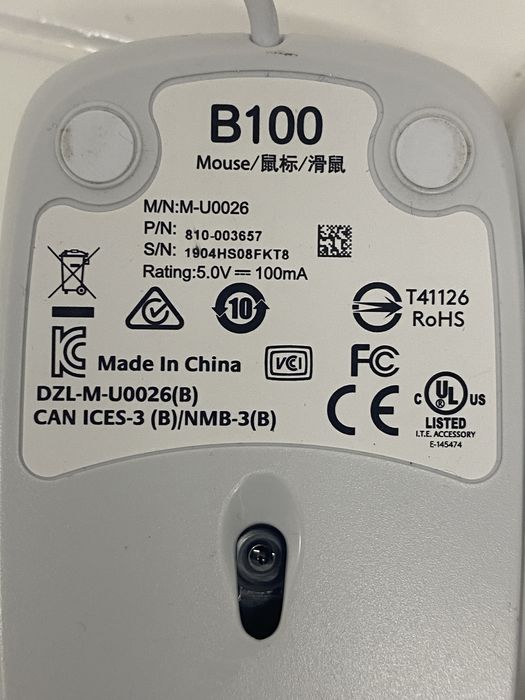 B100
Mouse/鼠标/滑鼠
M/N:M-U0026
P/N: 810-003657
S/N: 1904HS08FKT8
Rating:5.0V⎓100mA
10
T41126
RoHS
Made In China
VCI
FC
DZL-M-U0026(B)
CAN ICES-3 (B)/NMB-3(B)
CE
C UL® US
LISTED
I.T.E. ACCESSORY
E-145474